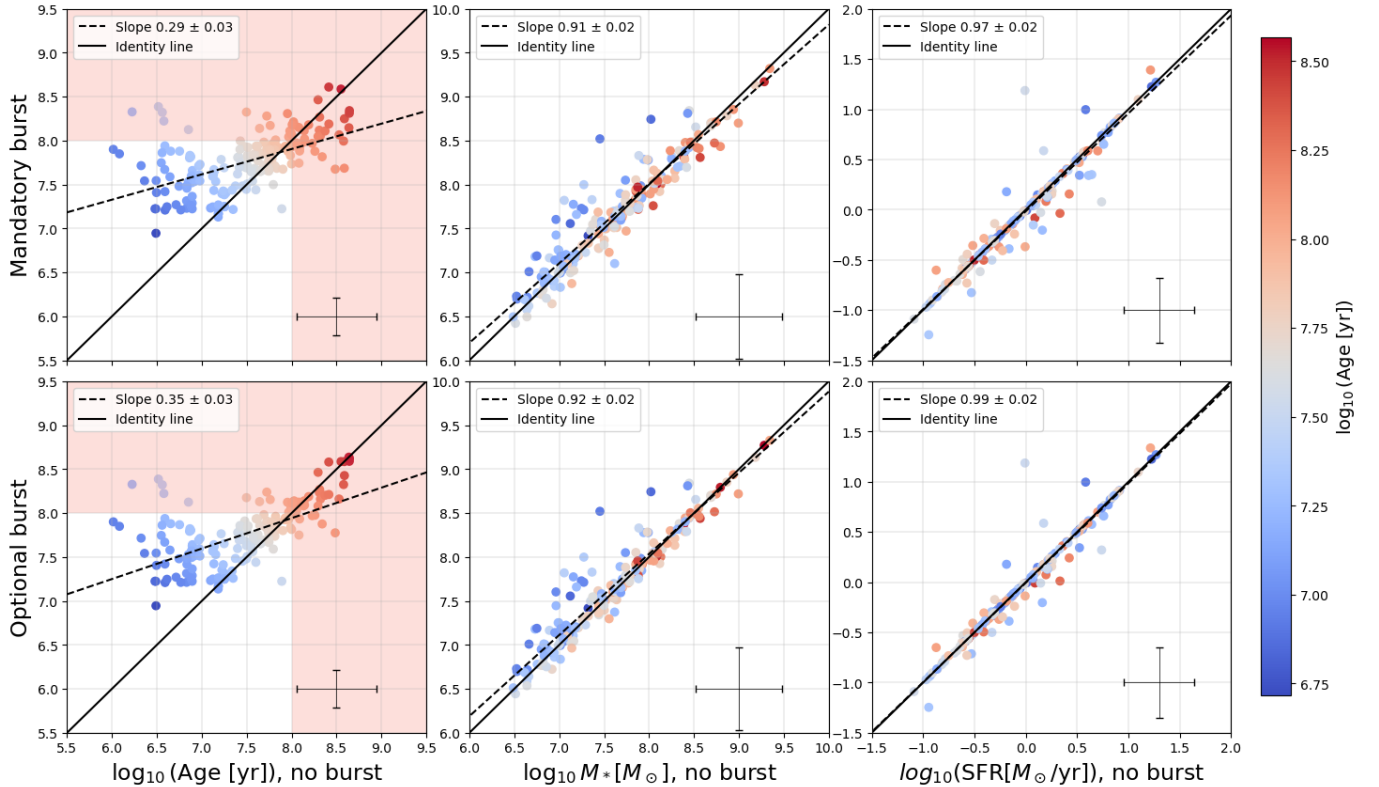 Slope 0.29 ± 0.03
Identity line
Slope 0.91 ± 0.02
Identity line
Slope 0.97 ± 0.02
Identity line
Mandatory burst
9.5
9.0
8.5
8.0
7.5
7.0
6.5
6.0
5.5
10.0
9.5
9.0
8.5
8.0
7.5
7.0
6.5
6.0
2.0
1.5
1.0
0.5
0.0
−0.5
−1.0
−1.5
Slope 0.35 ± 0.03
Identity line
Slope 0.92 ± 0.02
Identity line
Slope 0.99 ± 0.02
Identity line
Optional burst
9.5
9.0
8.5
8.0
7.5
7.0
6.5
6.0
5.5
10.0
9.5
9.0
8.5
8.0
7.5
7.0
6.5
6.0
2.0
1.5
1.0
0.5
0.0
−0.5
−1.0
−1.5
5.5 6.0 6.5 7.0 7.5 8.0 8.5 9.0 9.5
6.0 6.5 7.0 7.5 8.0 8.5 9.0 9.5 10.0
−1.5 −1.0 −0.5 0.0 0.5 1.0 1.5 2.0
log₁₀(Age [yr]), no burst
log₁₀ M₊[M⊙], no burst
log₁₀(SFR[M⊙/yr]), no burst
8.50
8.25
8.00
7.75
7.50
7.25
7.00
6.75
log₁₀(Age [yr])